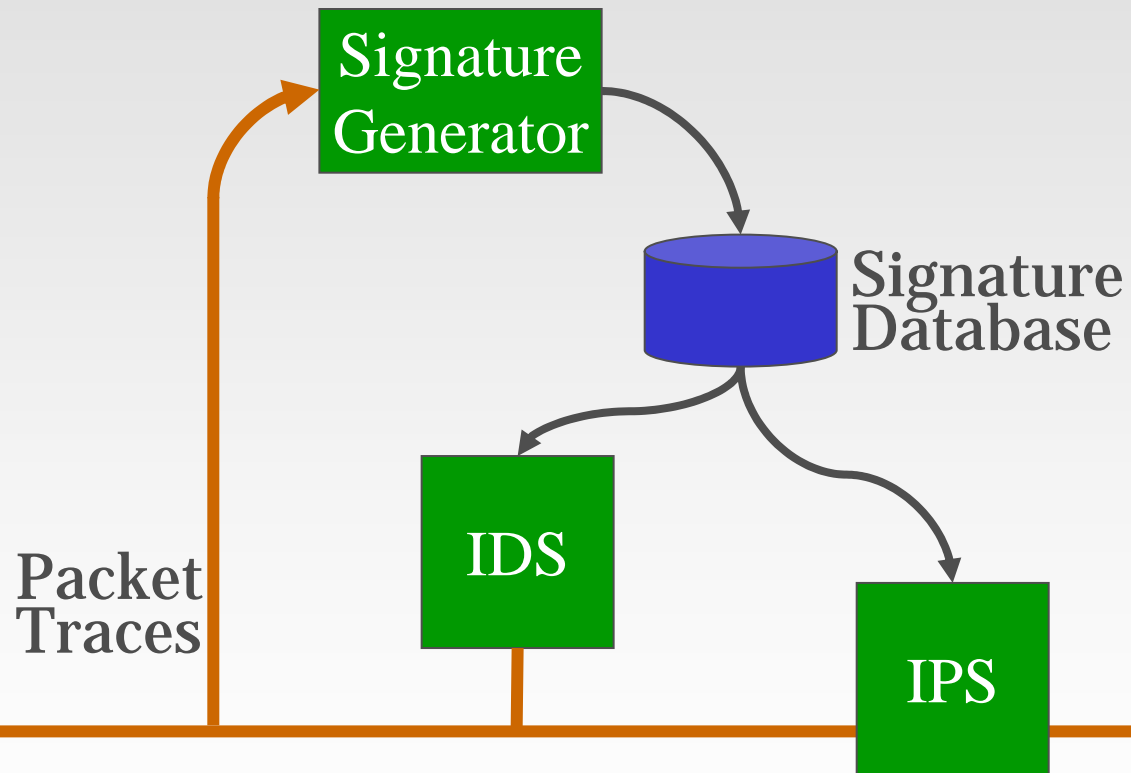 Signature
Generator
Signature
Database
IDS
Packet
Traces
IPS